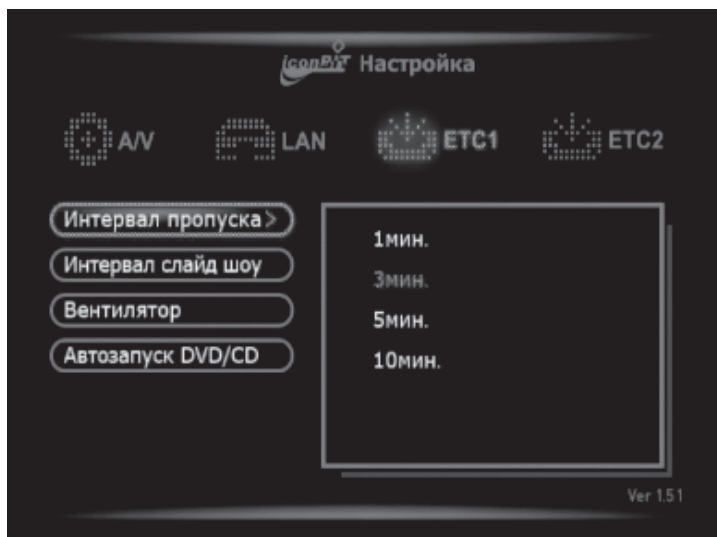 iconBiT Настройка
A/V LAN ETC1 ETC2
Интервал пропуска >
Интервал слайд шоу
Вентилятор
Автозапуск DVD/CD
1мин.
3мин.
5мин.
10мин.
Ver 1.51